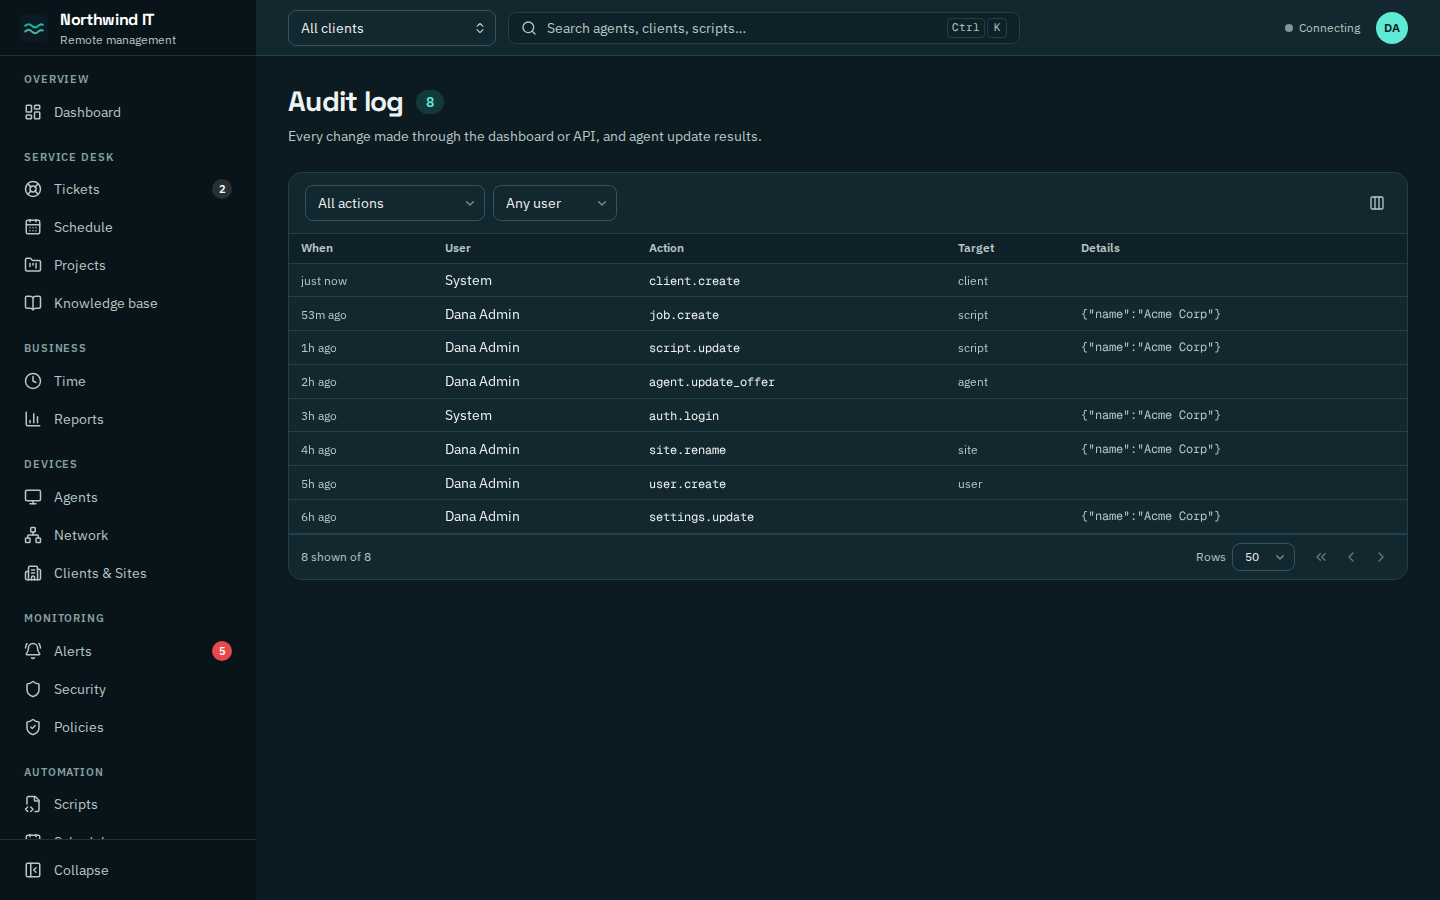 Northwind IT
Remote management
All clients
Search agents, clients, scripts...
Ctrl K
Connecting
DA
OVERVIEW
Dashboard
SERVICE DESK
Tickets 2
Schedule
Projects
Knowledge base
BUSINESS
Time
Reports
DEVICES
Agents
Network
Clients & Sites
MONITORING
Alerts 5
Security
Policies
AUTOMATION
Scripts
Collapse
Audit log 8
Every change made through the dashboard or API, and agent update results.
All actions Any user
When User Action Target Details
just now System client.create client
53m ago Dana Admin job.create script {"name":"Acme Corp"}
1h ago Dana Admin script.update script {"name":"Acme Corp"}
2h ago Dana Admin agent.update_offer agent
3h ago System auth.login {"name":"Acme Corp"}
4h ago Dana Admin site.rename site {"name":"Acme Corp"}
5h ago Dana Admin user.create user
6h ago Dana Admin settings.update {"name":"Acme Corp"}
8 shown of 8 Rows 50